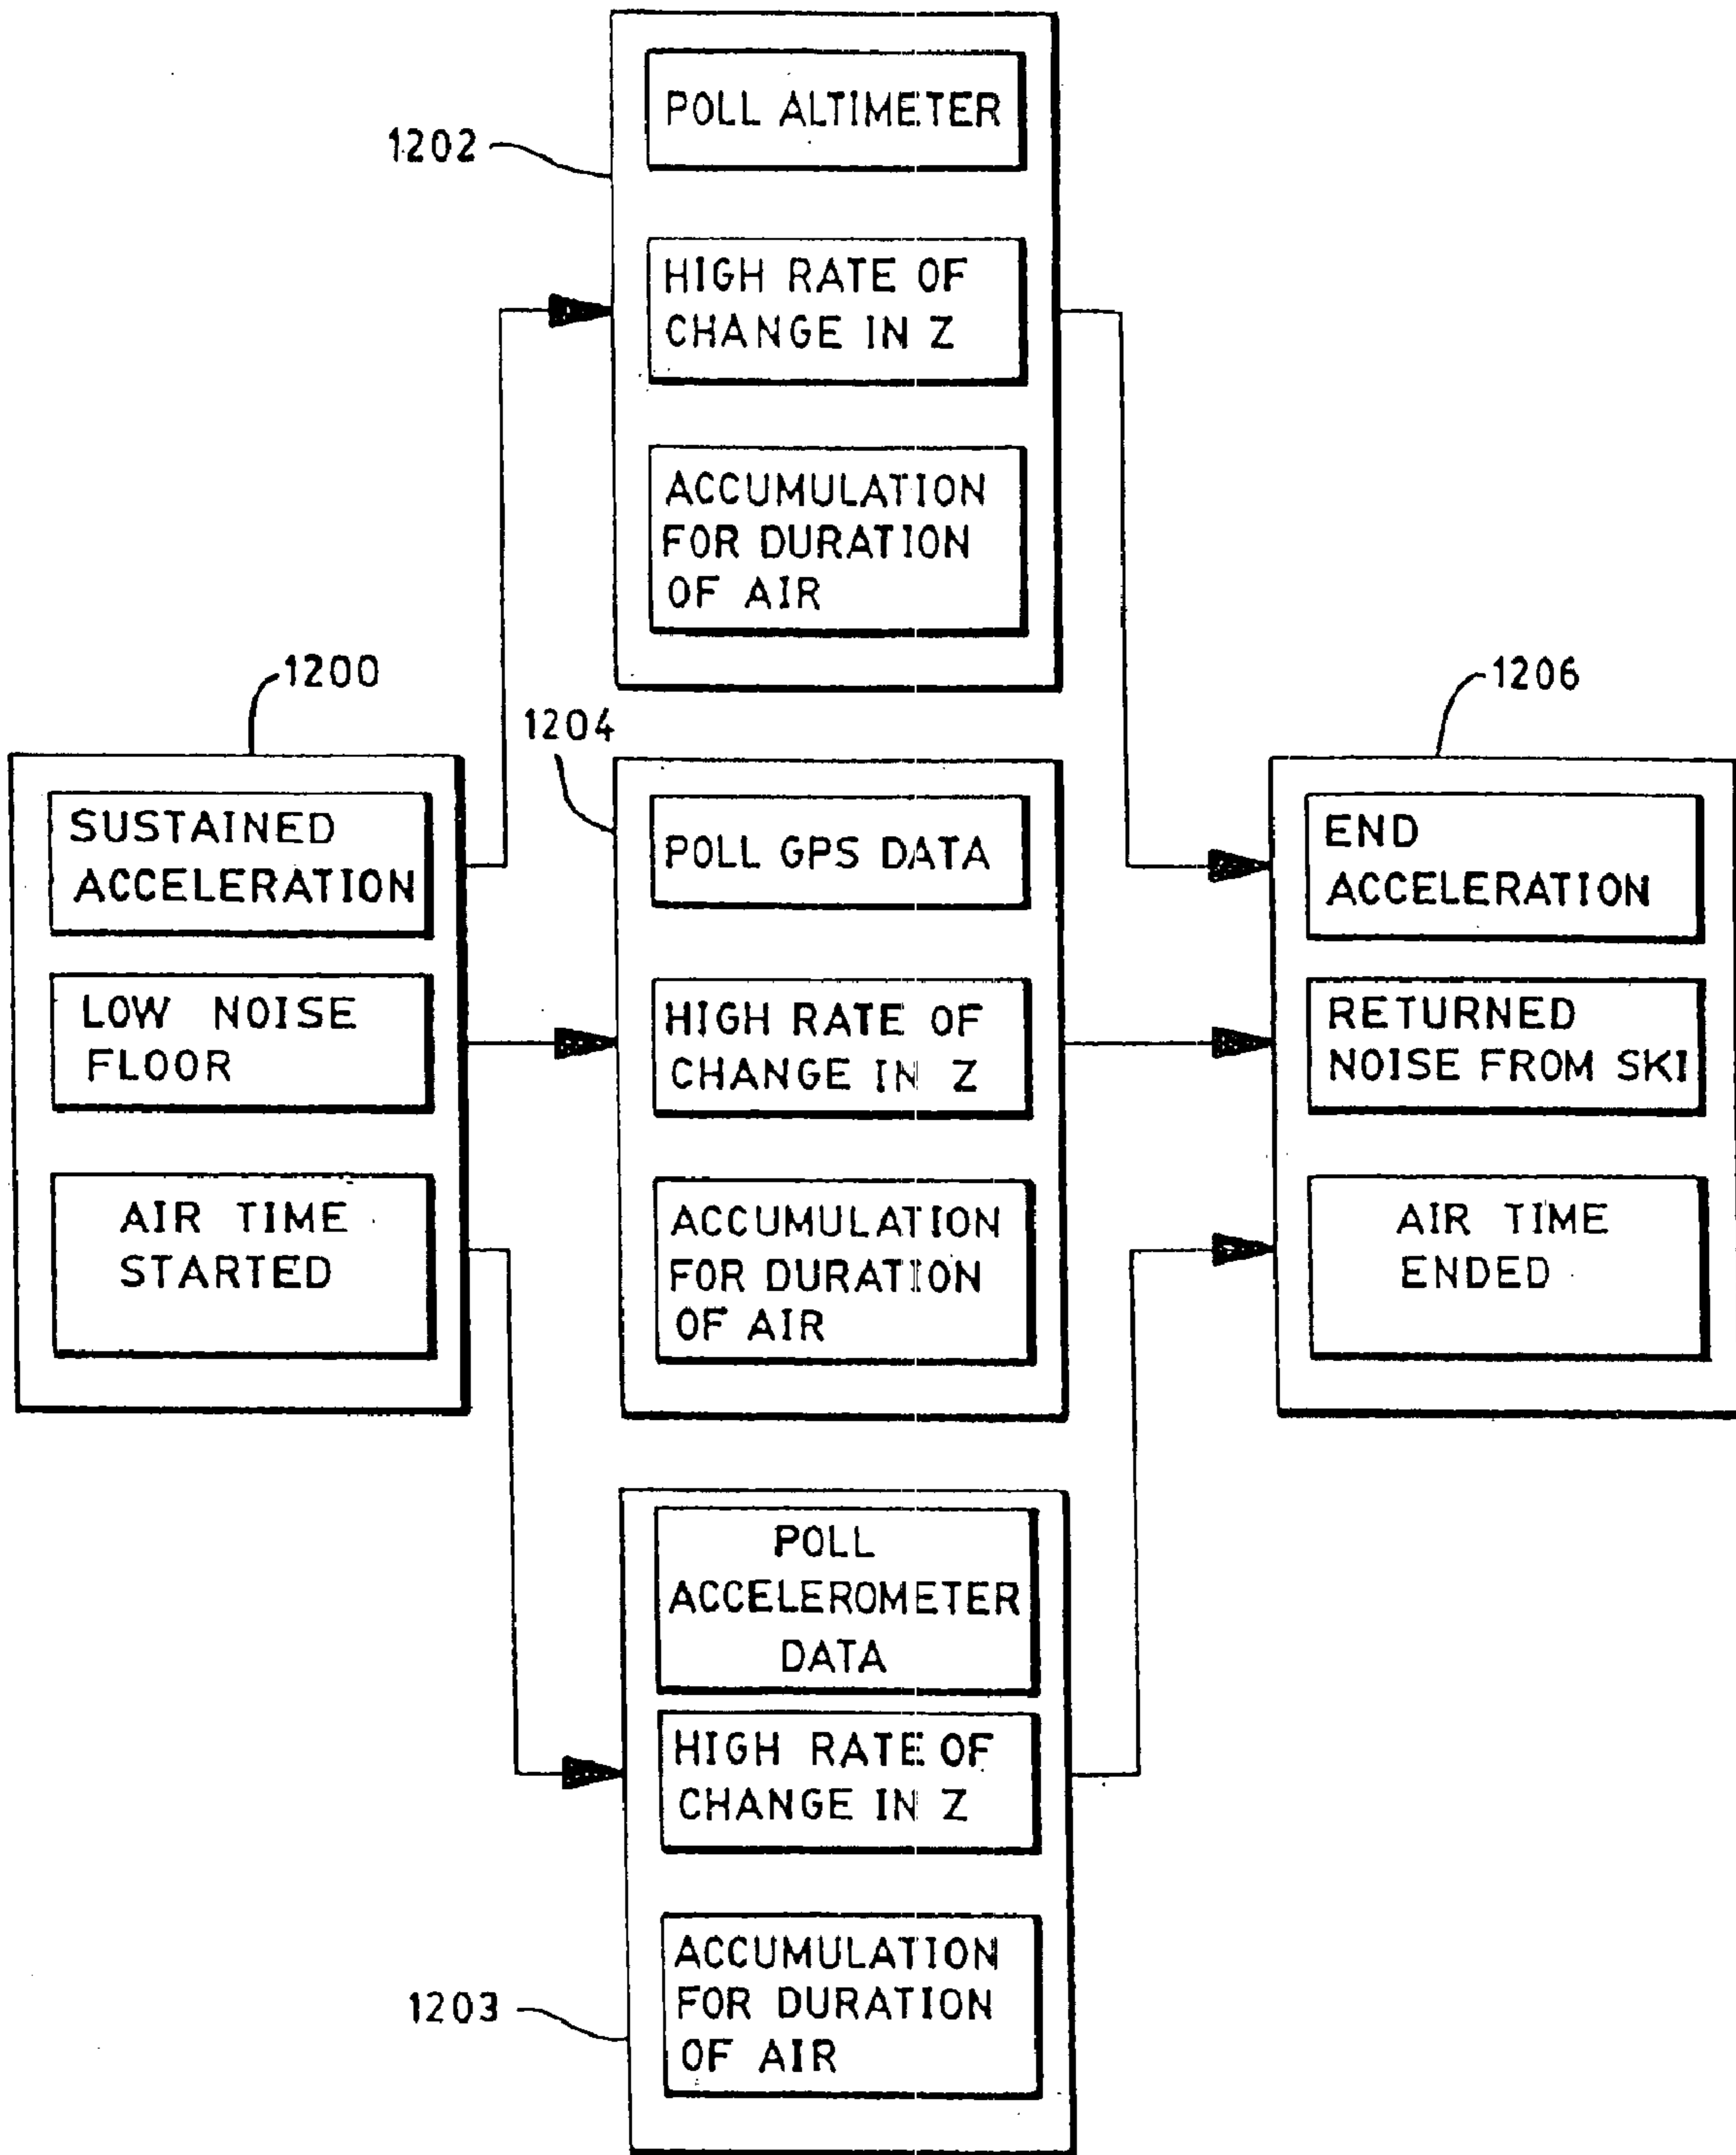 1202
POLL ALTIMETER
HIGH RATE OF
CHANGE IN Z
ACCUMULATION
FOR DURATION
OF AIR
1200
SUSTAINED
ACCELERATION
LOW NOISE
FLOOR
AIR TIME
STARTED
1204
POLL GPS DATA
HIGH RATE OF
CHANGE IN Z
ACCUMULATION
FOR DURATION
OF AIR
1206
END
ACCELERATION
RETURNED
NOISE FROM SKI
AIR TIME
ENDED
POLL
ACCELEROMETER
DATA
HIGH RATE OF
CHANGE IN Z
1203
ACCUMULATION
FOR DURATION
OF AIR